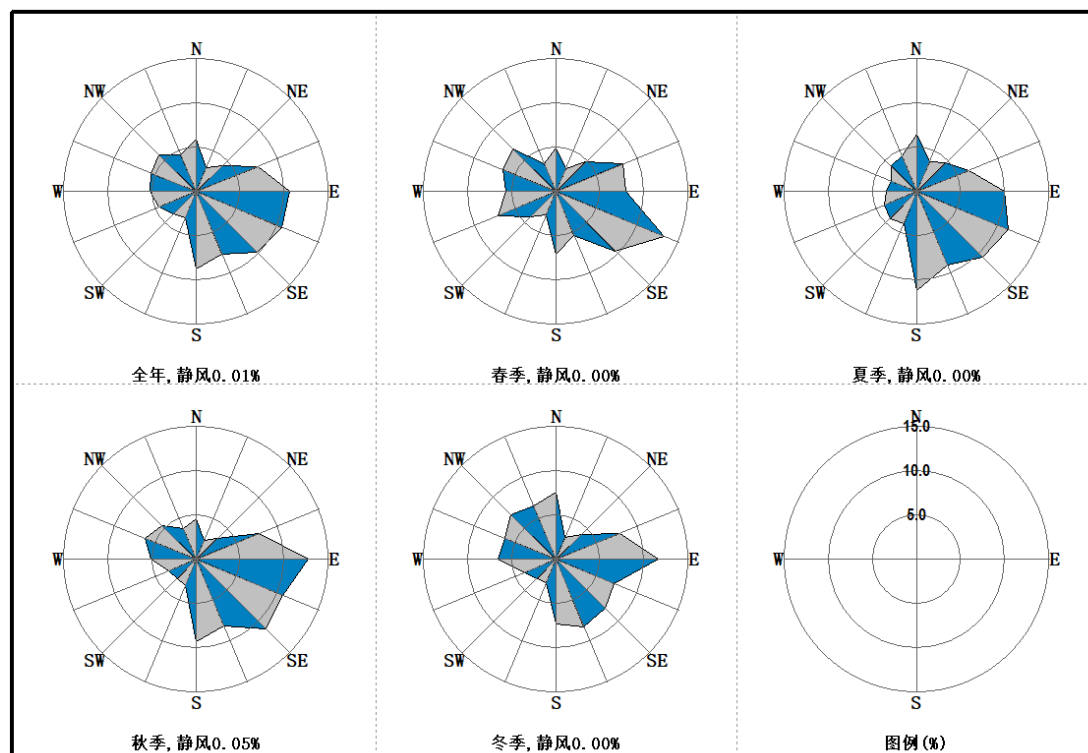 N
NW NE
W E
SW SE
S
全年,静风0.01%
N
NW NE
W E
SW SE
S
春季,静风0.00%
N
NW NE
W E
SW SE
S
夏季,静风0.00%
N
NW NE
W E
SW SE
S
秋季,静风0.05%
N
NW NE
W E
SW SE
S
冬季,静风0.00%
N
15.0
10.0
5.0
W E
S
图例(%)